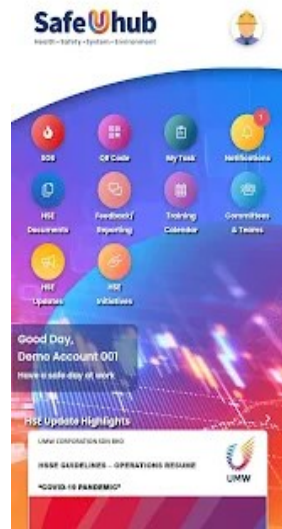 SafeUhub
Health • Safety • System • Environment
SOS
QR Code
My Task
1
Notifications
HSE
Documents
Feedback/
Reporting
Training
Calendar
Committees
& Teams
HSE
Updates
HSE
Initiatives
Good Day,
Demo Account 001
Have a safe day at work
HSE Update Highlights
UMW CORPORATION SDN BHD
HSSE GUIDELINES - OPERATIONS RESUME
"COVID-19 PANDEMIC"
UMW